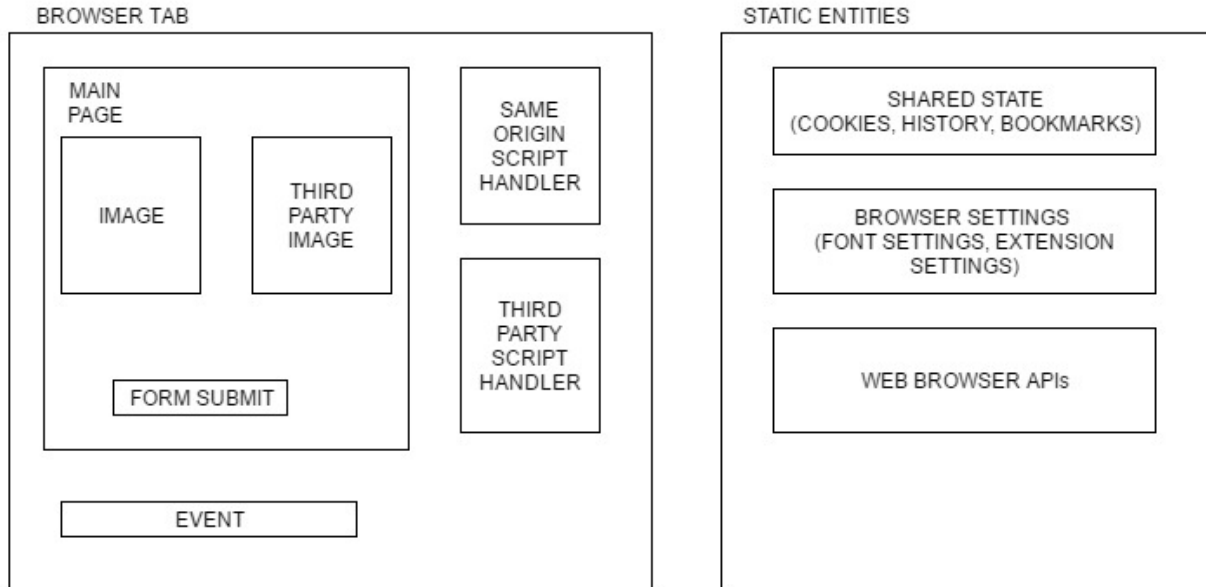 BROWSER TAB
MAIN
PAGE
IMAGE
THIRD
PARTY
IMAGE
FORM SUBMIT
EVENT
SAME
ORIGIN
SCRIPT
HANDLER
THIRD
PARTY
SCRIPT
HANDLER
STATIC ENTITIES
SHARED STATE
(COOKIES, HISTORY, BOOKMARKS)
BROWSER SETTINGS
(FONT SETTINGS, EXTENSION
SETTINGS)
WEB BROWSER APIs